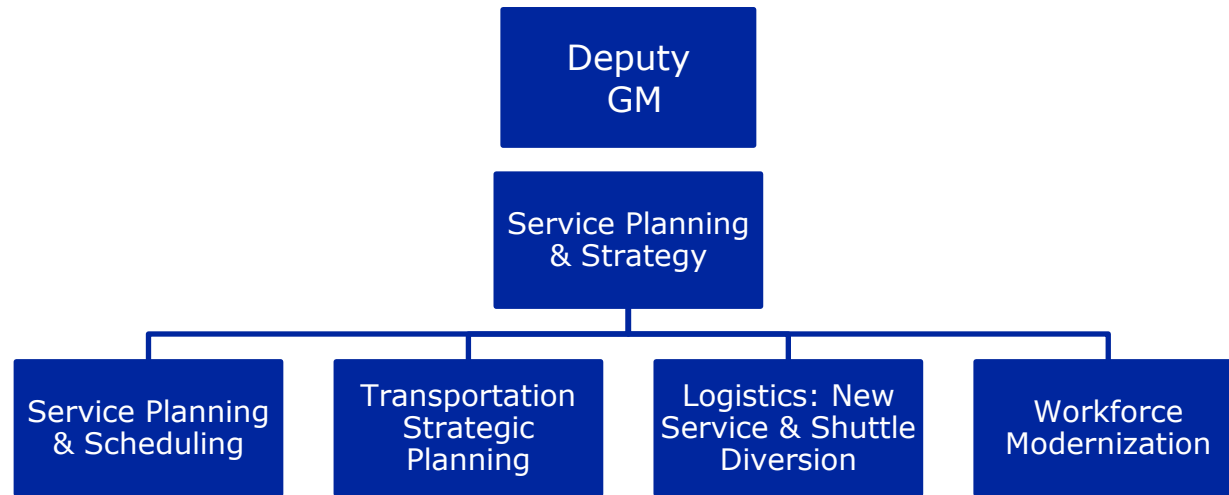 Deputy
GM
Service Planning
& Strategy
Service Planning
& Scheduling
Transportation
Strategic
Planning
Logistics: New
Service & Shuttle
Diversion
Workforce
Modernization